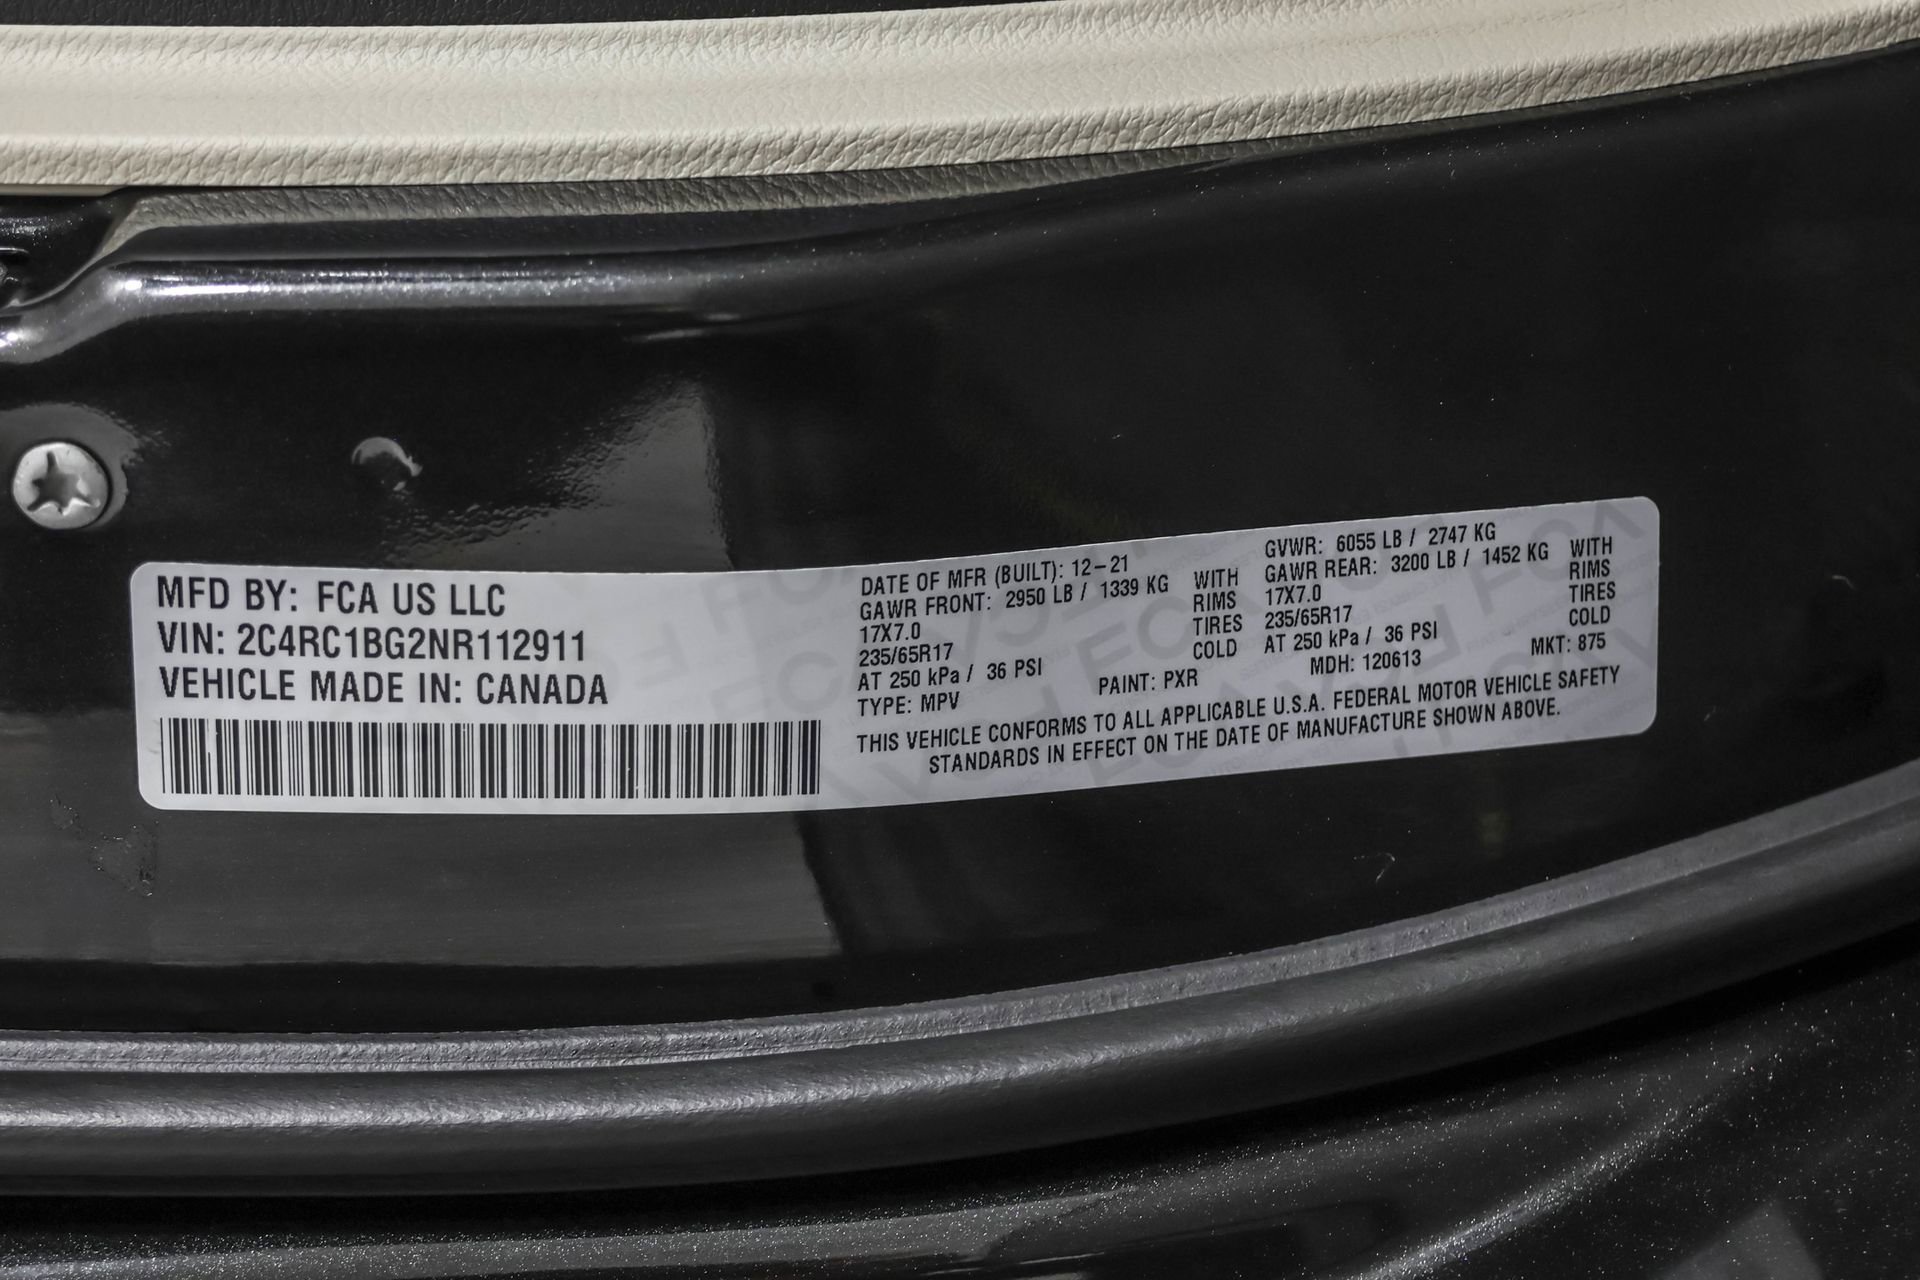 MFD BY: FCA US LLC
VIN: 2C4RC1BG2NR112911
VEHICLE MADE IN: CANADA
DATE OF MFR (BUILT): 12-21
GAWR FRONT: 2950 LB / 1339 KG WITH
17X7.0 RIMS
235/65R17 TIRES
AT 250 kPa / 36 PSI COLD
TYPE: MPV PAINT: PXR
GVWR: 6055 LB / 2747 KG
GAWR REAR: 3200 LB / 1452 KG WITH
17X7.0 RIMS
235/65R17 TIRES
AT 250 kPa / 36 PSI COLD
MDH: 120613 MKT: 875
THIS VEHICLE CONFORMS TO ALL APPLICABLE U.S.A. FEDERAL MOTOR VEHICLE SAFETY
STANDARDS IN EFFECT ON THE DATE OF MANUFACTURE SHOWN ABOVE.